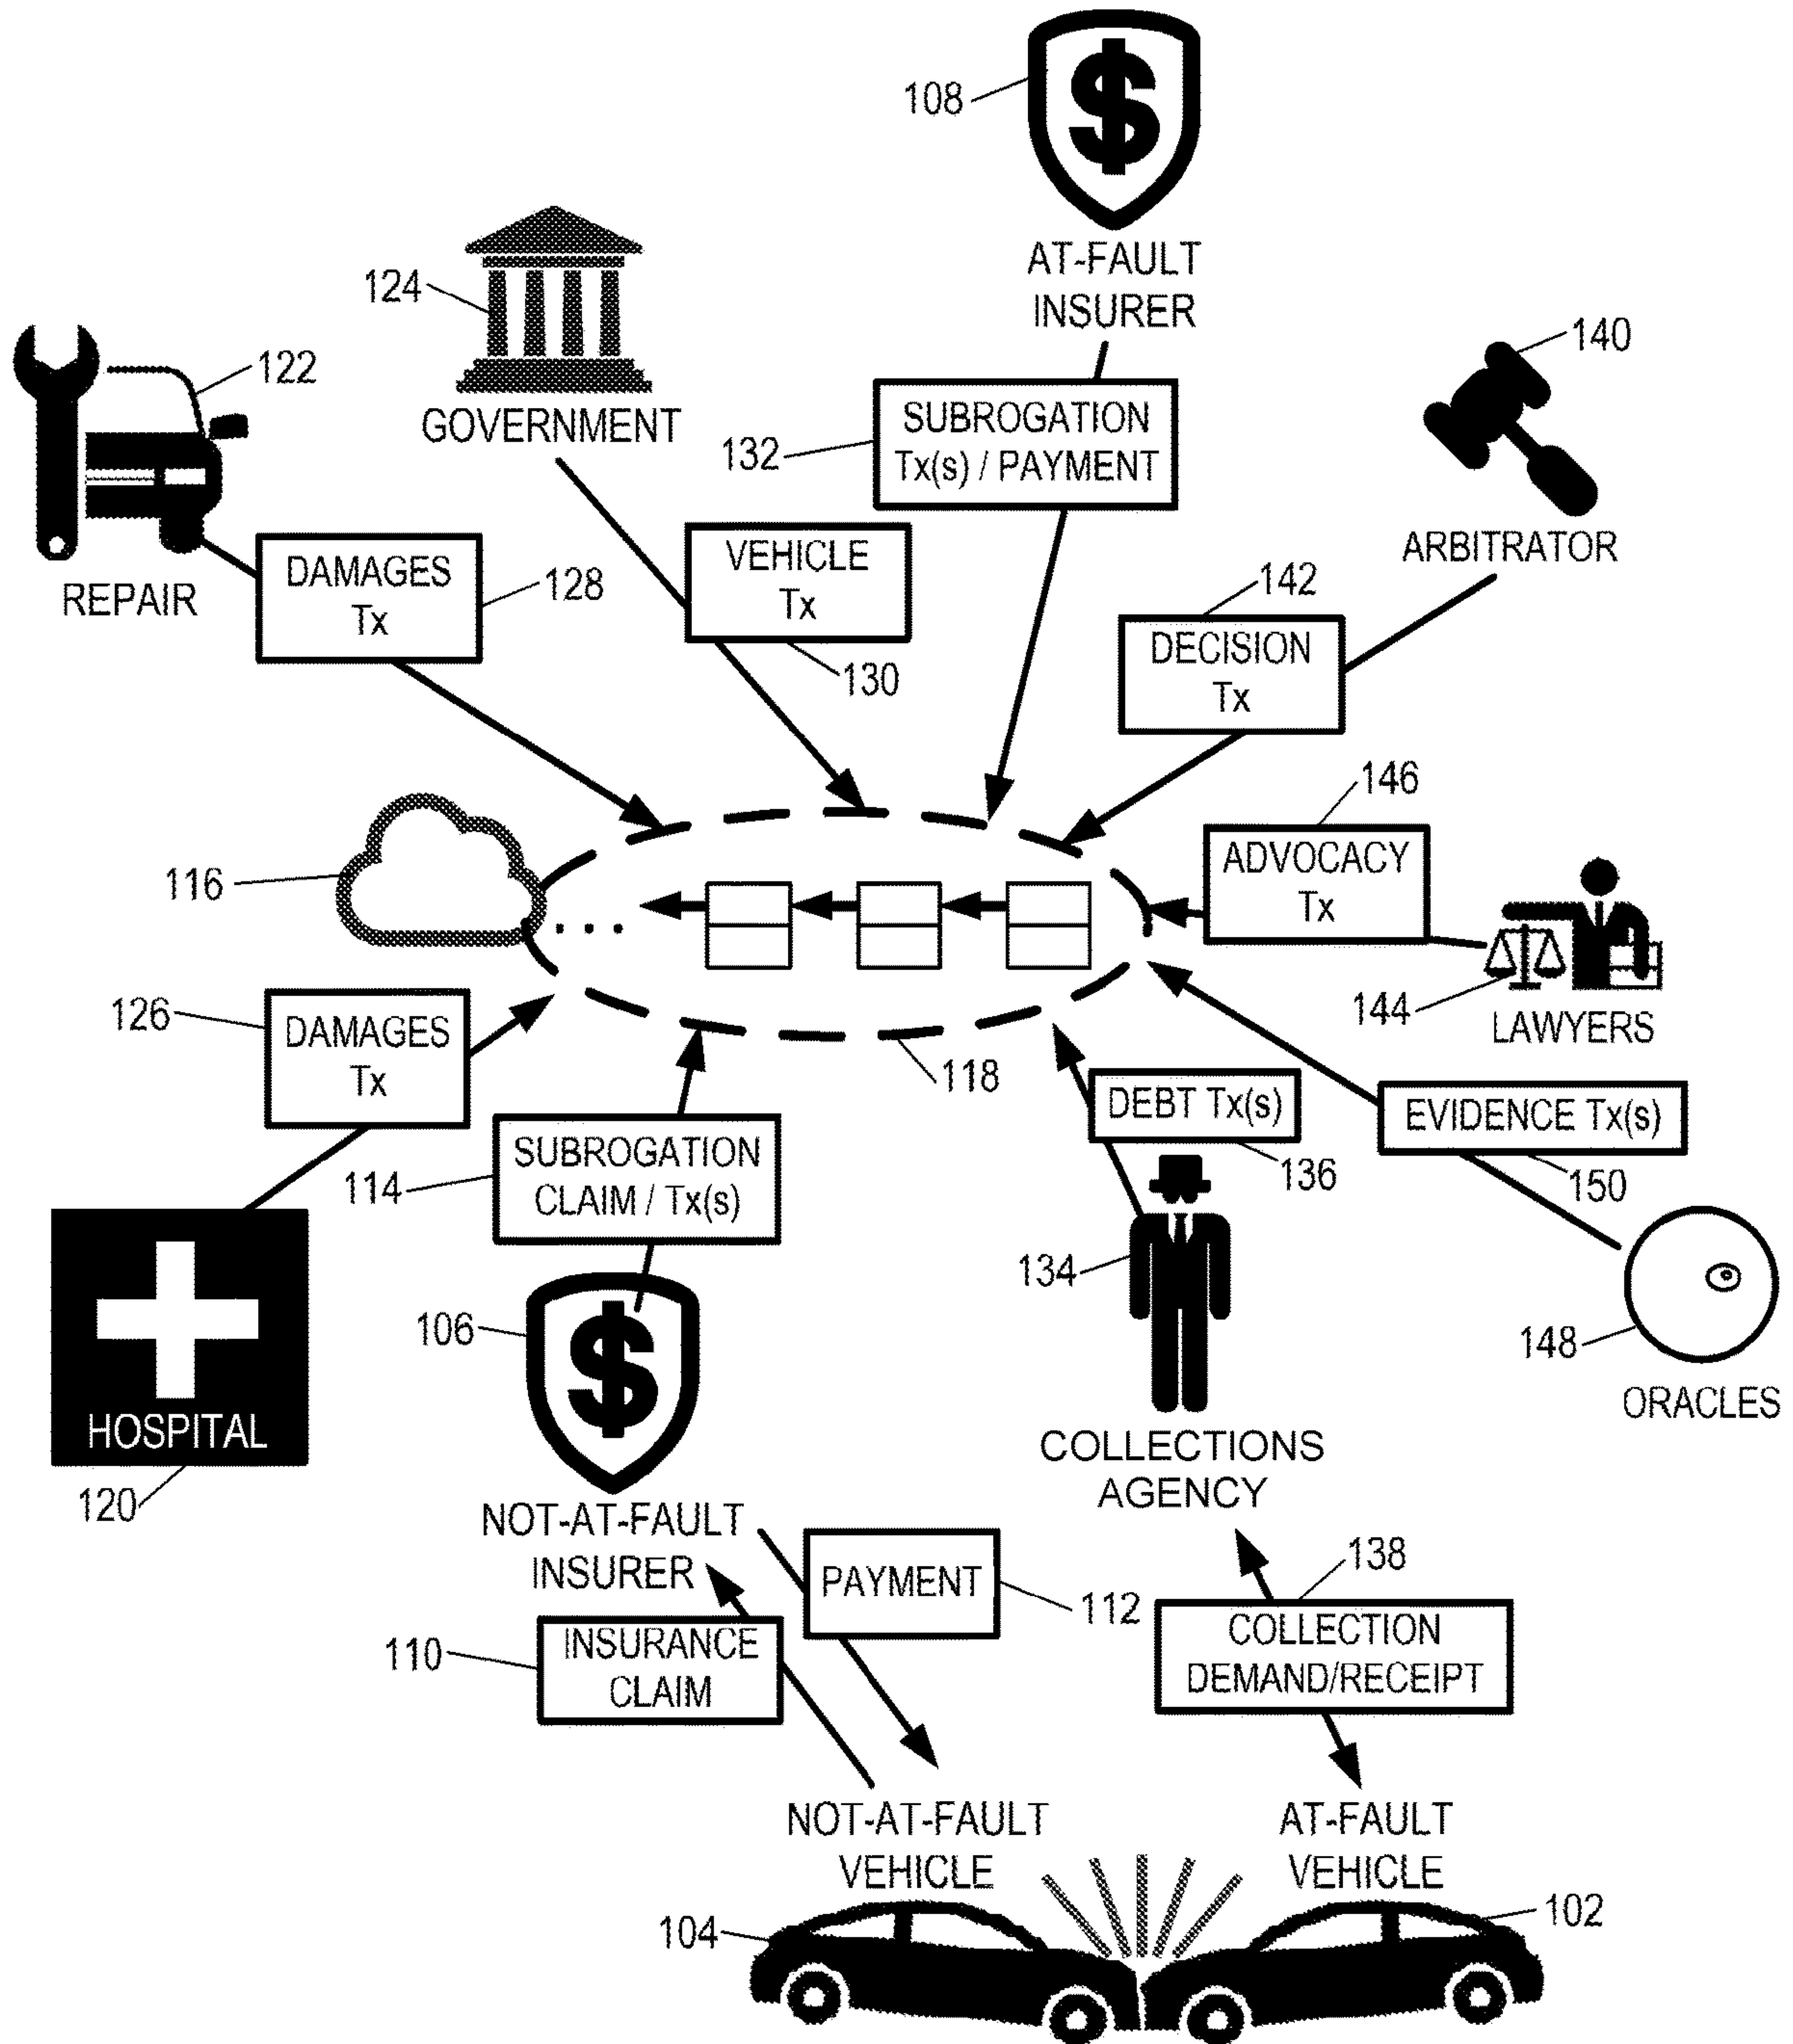 $
108
AT-FAULT
INSURER
124
GOVERNMENT
122
REPAIR
140
ARBITRATOR
SUBROGATION
Tx(s) / PAYMENT
132
VEHICLE
Tx
130
DAMAGES
Tx
128
142
DECISION
Tx
146
ADVOCACY
Tx
144
LAWYERS
116
...
118
126
DAMAGES
Tx
114
SUBROGATION
CLAIM / Tx(s)
DEBT Tx(s)
136
EVIDENCE Tx(s)
150
134
148
ORACLES
HOSPITAL
120
106
$
NOT-AT-FAULT
INSURER
COLLECTIONS
AGENCY
PAYMENT
112
110
INSURANCE
CLAIM
138
COLLECTION
DEMAND/RECEIPT
NOT-AT-FAULT
VEHICLE
AT-FAULT
VEHICLE
104
102